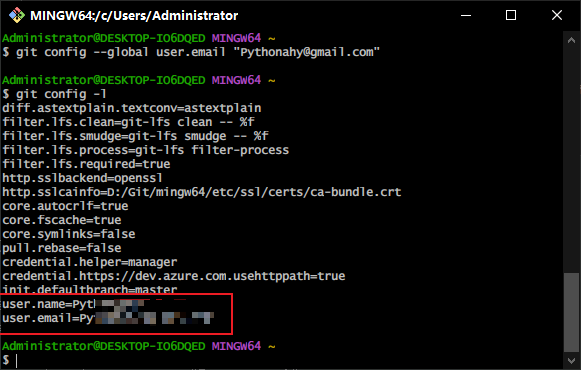 MINGW64:/c/Users/Administrator
Administrator@DESKTOP-IO6DQED MINGW64 ~
$ git config --global user.email "Pythonahy@gmail.com"
Administrator@DESKTOP-IO6DQED MINGW64 ~
$ git config -l
diff.astextplain.textconv=astextplain
filter.lfs.clean=git-lfs clean -- %f
filter.lfs.smudge=git-lfs smudge -- %f
filter.lfs.process=git-lfs filter-process
filter.lfs.required=true
http.sslbackend=openssl
http.sslcainfo=D:/Git/mingw64/etc/ssl/certs/ca-bundle.crt
core.autocrlf=true
core.fscache=true
core.symlinks=false
pull.rebase=false
credential.helper=manager
credential.https://dev.azure.com.usehttppath=true
init.defaultbranch=master
user.name=Pyth
user.email=Py
Administrator@DESKTOP-IO6DQED MINGW64 ~
$